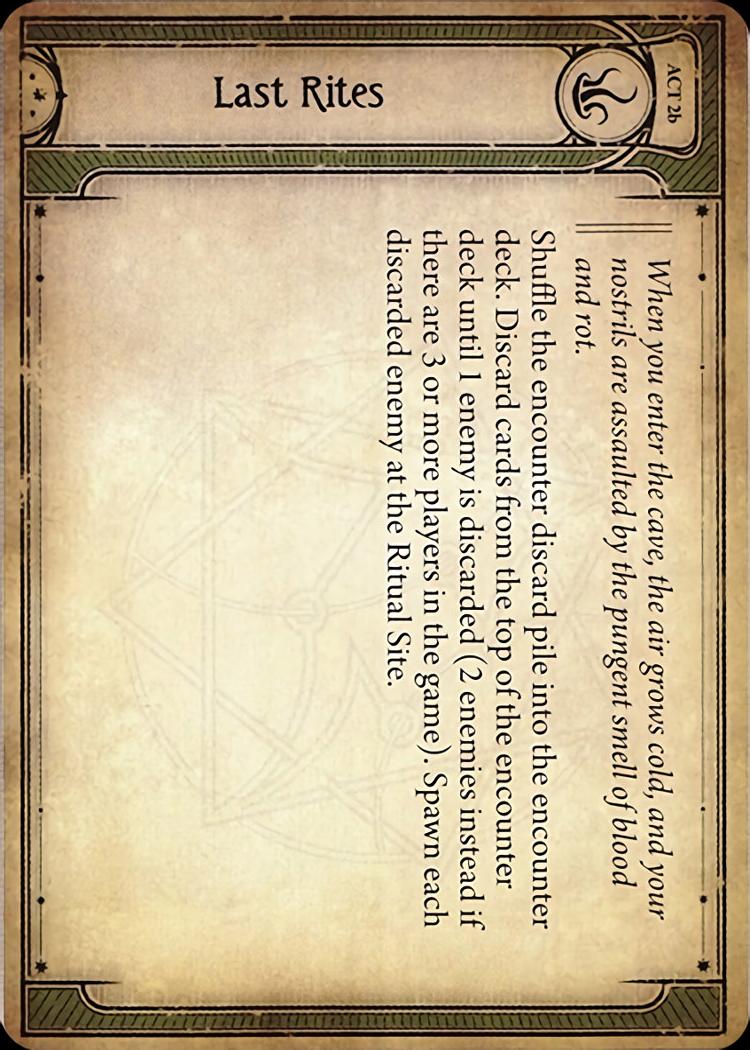 ACT 2b
Last Rites
When you enter the cave, the air grows cold, and your
nostrils are assaulted by the pungent smell of blood
and rot.
Shuffle the encounter discard pile into the encounter
deck. Discard cards from the top of the encounter
deck until 1 enemy is discarded (2 enemies instead if
there are 3 or more players in the game). Spawn each
discarded enemy at the Ritual Site.